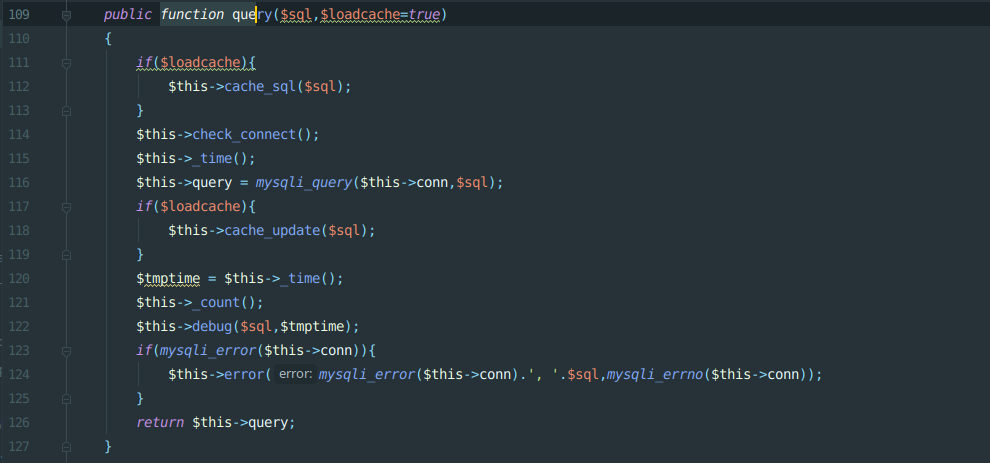 109 public function query($sql,$loadcache=true)
110 {
111 if($loadcache){
112 $this->cache_sql($sql);
113 }
114 $this->check_connect();
115 $this->_time();
116 $this->query = mysqli_query($this->conn,$sql);
117 if($loadcache){
118 $this->cache_update($sql);
119 }
120 $tmptime = $this->_time();
121 $this->_count();
122 $this->debug($sql,$tmptime);
123 if(mysqli_error($this->conn)){
124 $this->error( error: mysqli_error($this->conn).', '.$sql,mysqli_errno($this->conn));
125 }
126 return $this->query;
127 }